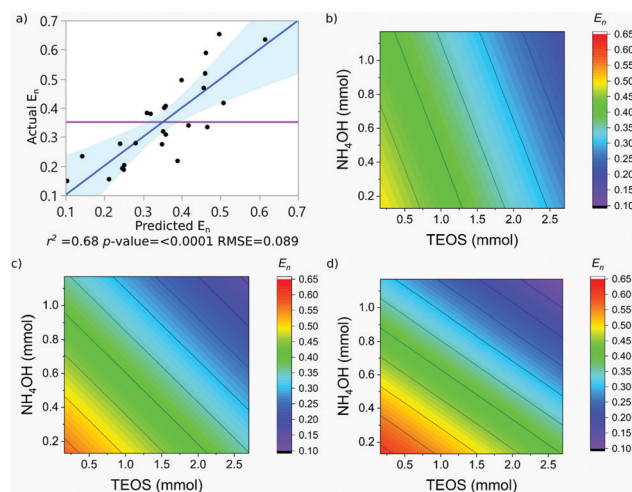 a)
0.7
0.6
0.5
0.4
0.3
0.2
0.1
Actual En
0.1 0.2 0.3 0.4 0.5 0.6 0.7
Predicted En
r² =0.68 p-value=<0.0001 RMSE=0.089
b)
1.0
0.8
0.6
0.4
0.2
NH₄OH (mmol)
0.5 1.0 1.5 2.0 2.5
TEOS (mmol)
En
0.65
0.60
0.55
0.50
0.45
0.40
0.35
0.30
0.25
0.20
0.15
0.10
c)
1.0
0.8
0.6
0.4
0.2
NH₄OH (mmol)
0.5 1.0 1.5 2.0 2.5
TEOS (mmol)
En
0.65
0.60
0.55
0.50
0.45
0.40
0.35
0.30
0.25
0.20
0.15
0.10
d)
1.0
0.8
0.6
0.4
0.2
NH₄OH (mmol)
0.5 1.0 1.5 2.0 2.5
TEOS (mmol)
En
0.65
0.60
0.55
0.50
0.45
0.40
0.35
0.30
0.25
0.20
0.15
0.10